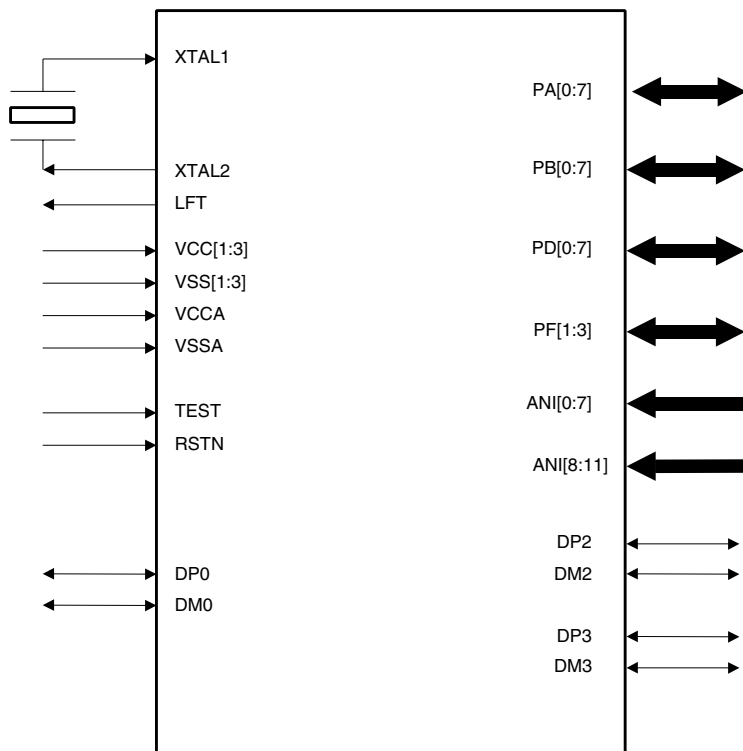 XTAL1
XTAL2
LFT
VCC[1:3]
VSS[1:3]
VCCA
VSSA
TEST
RSTN
DP0
DM0
PA[0:7]
PB[0:7]
PD[0:7]
PF[1:3]
ANI[0:7]
ANI[8:11]
DP2
DM2
DP3
DM3